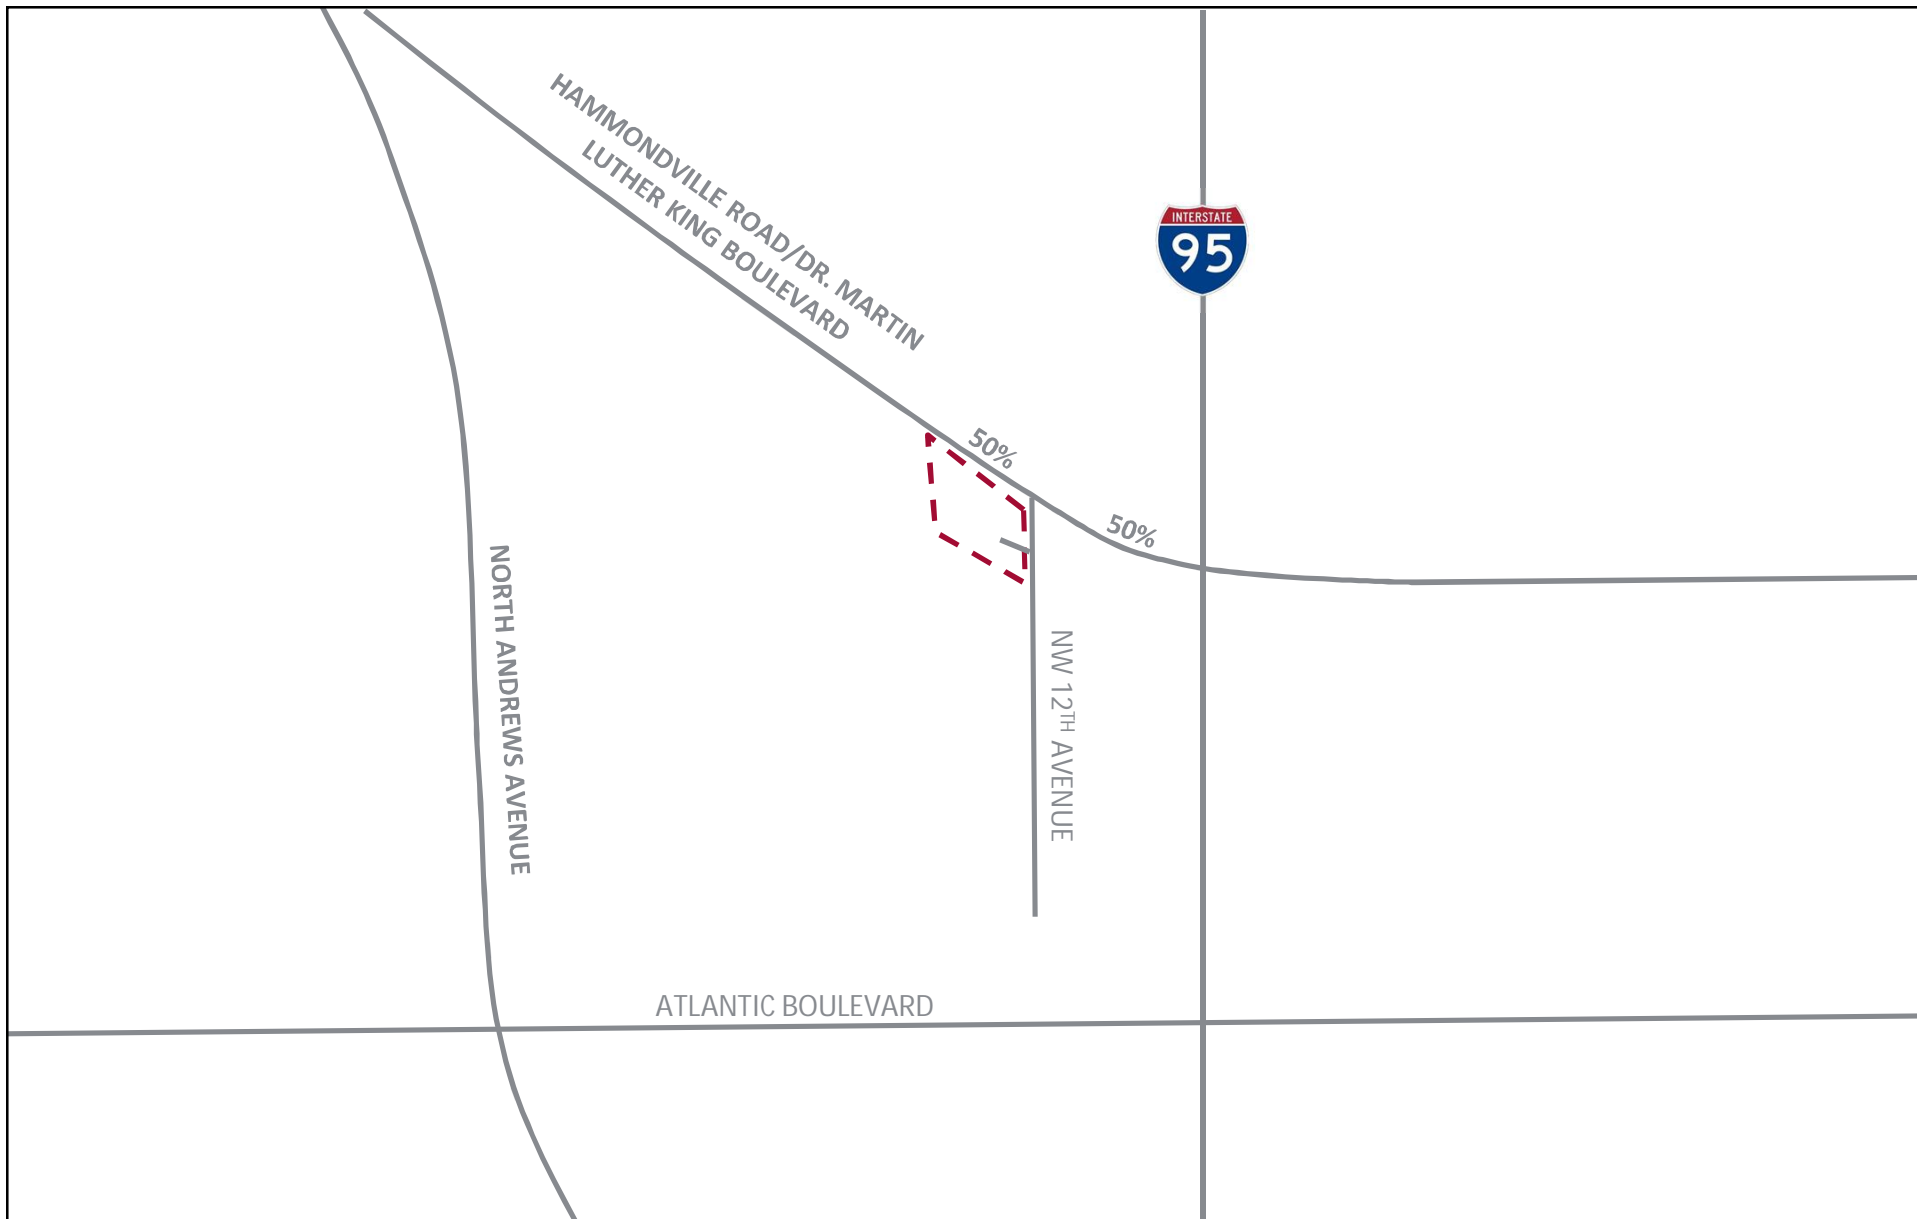 HAMMONDVILLE ROAD/DR. MARTIN
LUTHER KING BOULEVARD
INTERSTATE
95
50%
50%
NORTH ANDREWS AVENUE
NW 12TH AVENUE
ATLANTIC BOULEVARD